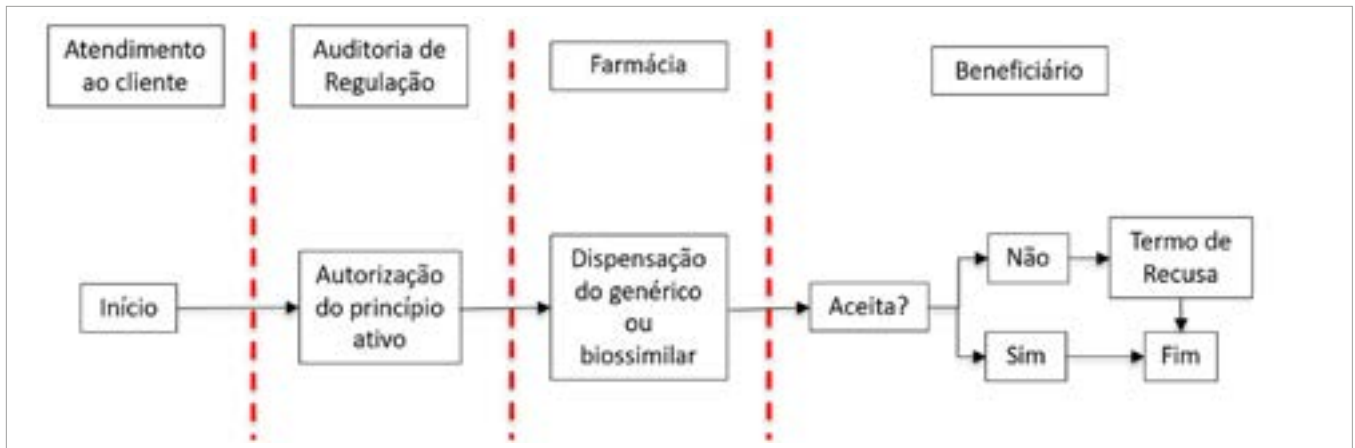 Atendimento
ao cliente
Auditoria de
Regulação
Farmácia
Beneficiário
Início
Autorização
do princípio
ativo
Dispensação
do genérico
ou
biossimilar
Aceita?
Não
Termo de
Recusa
Sim
Fim